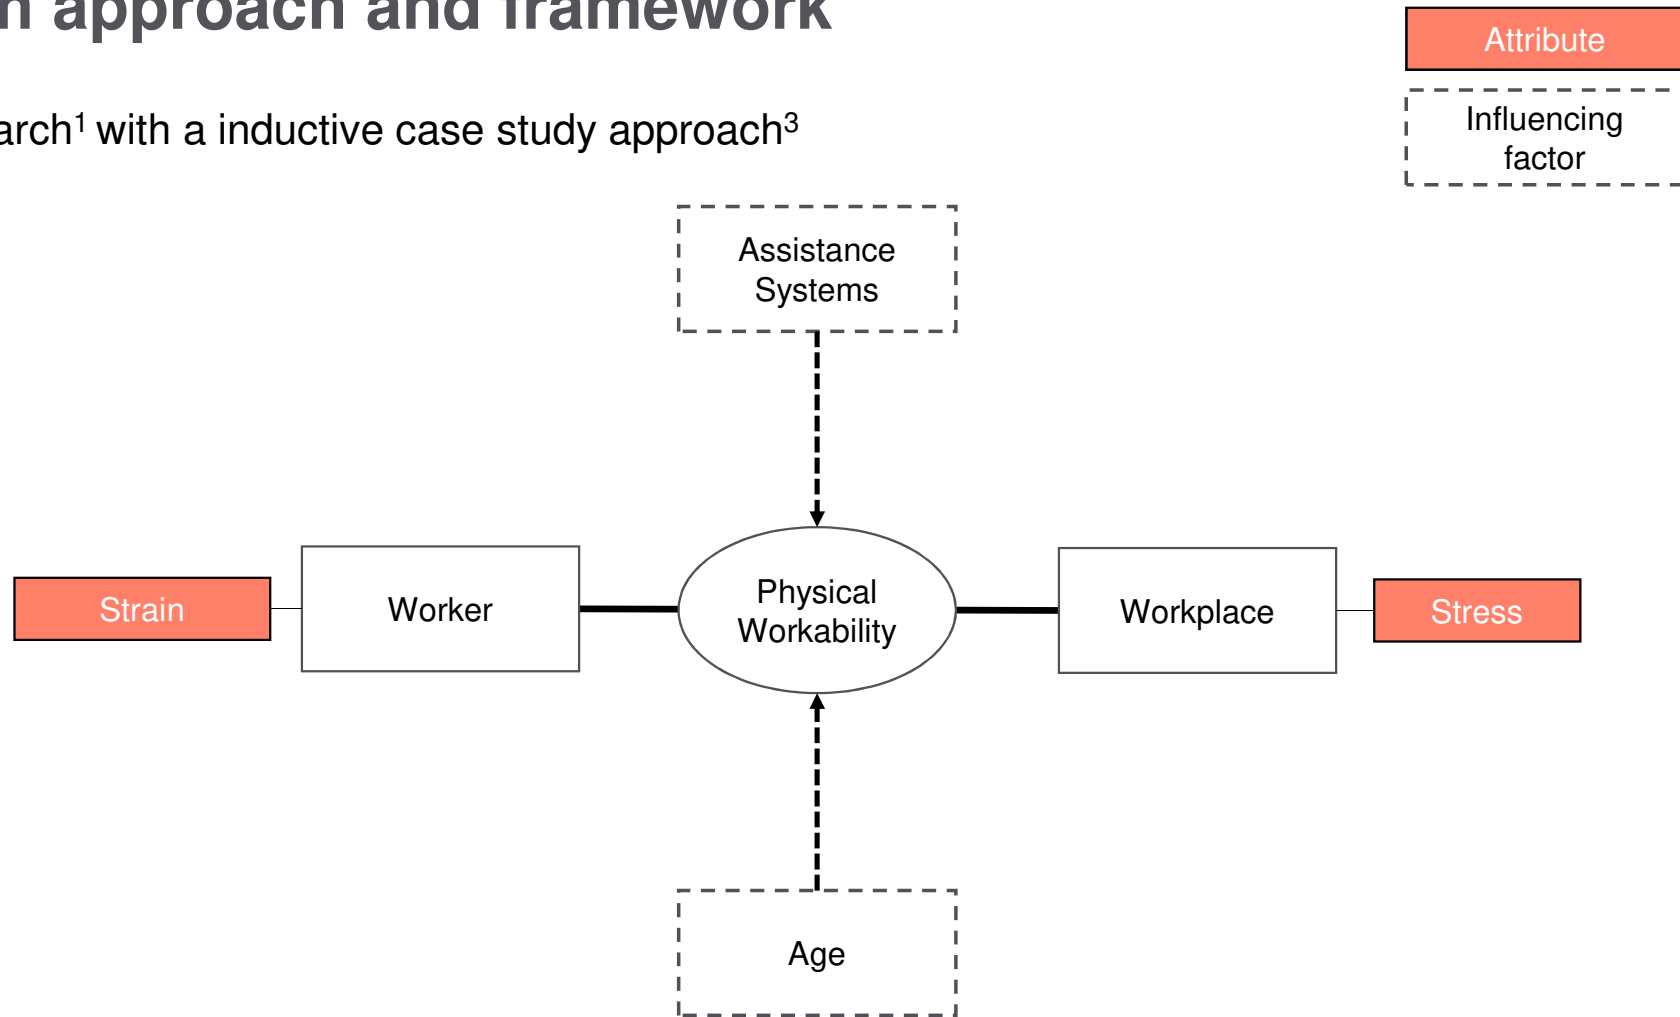 approach and framework
Attribute
with a inductive case study approach³
Influencing
factor
Assistance
Systems
Strain
Worker
Physical
Workability
Workplace
Stress
Age